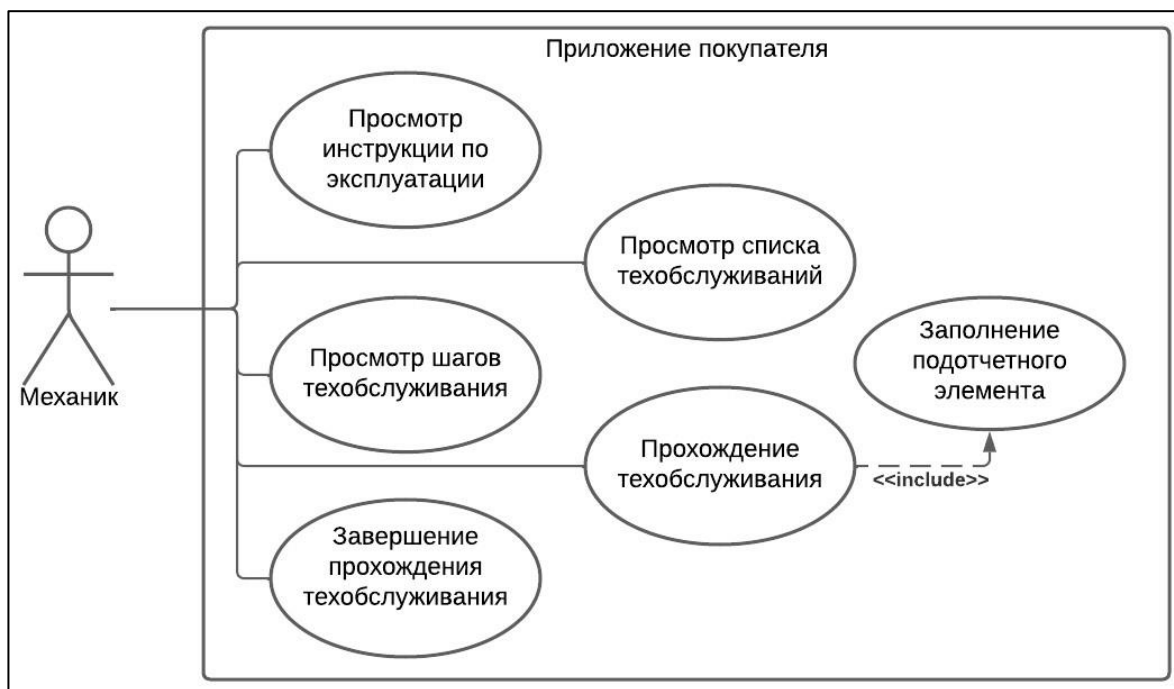 Приложение покупателя
Просмотр
инструкции по
эксплуатации
Просмотр списка
техобслуживаний
Механик
Просмотр шагов
техобслуживания
Заполнение
подотчетного
элемента
Прохождение
техобслуживания
<<include>>
Завершение
прохождения
техобслуживания